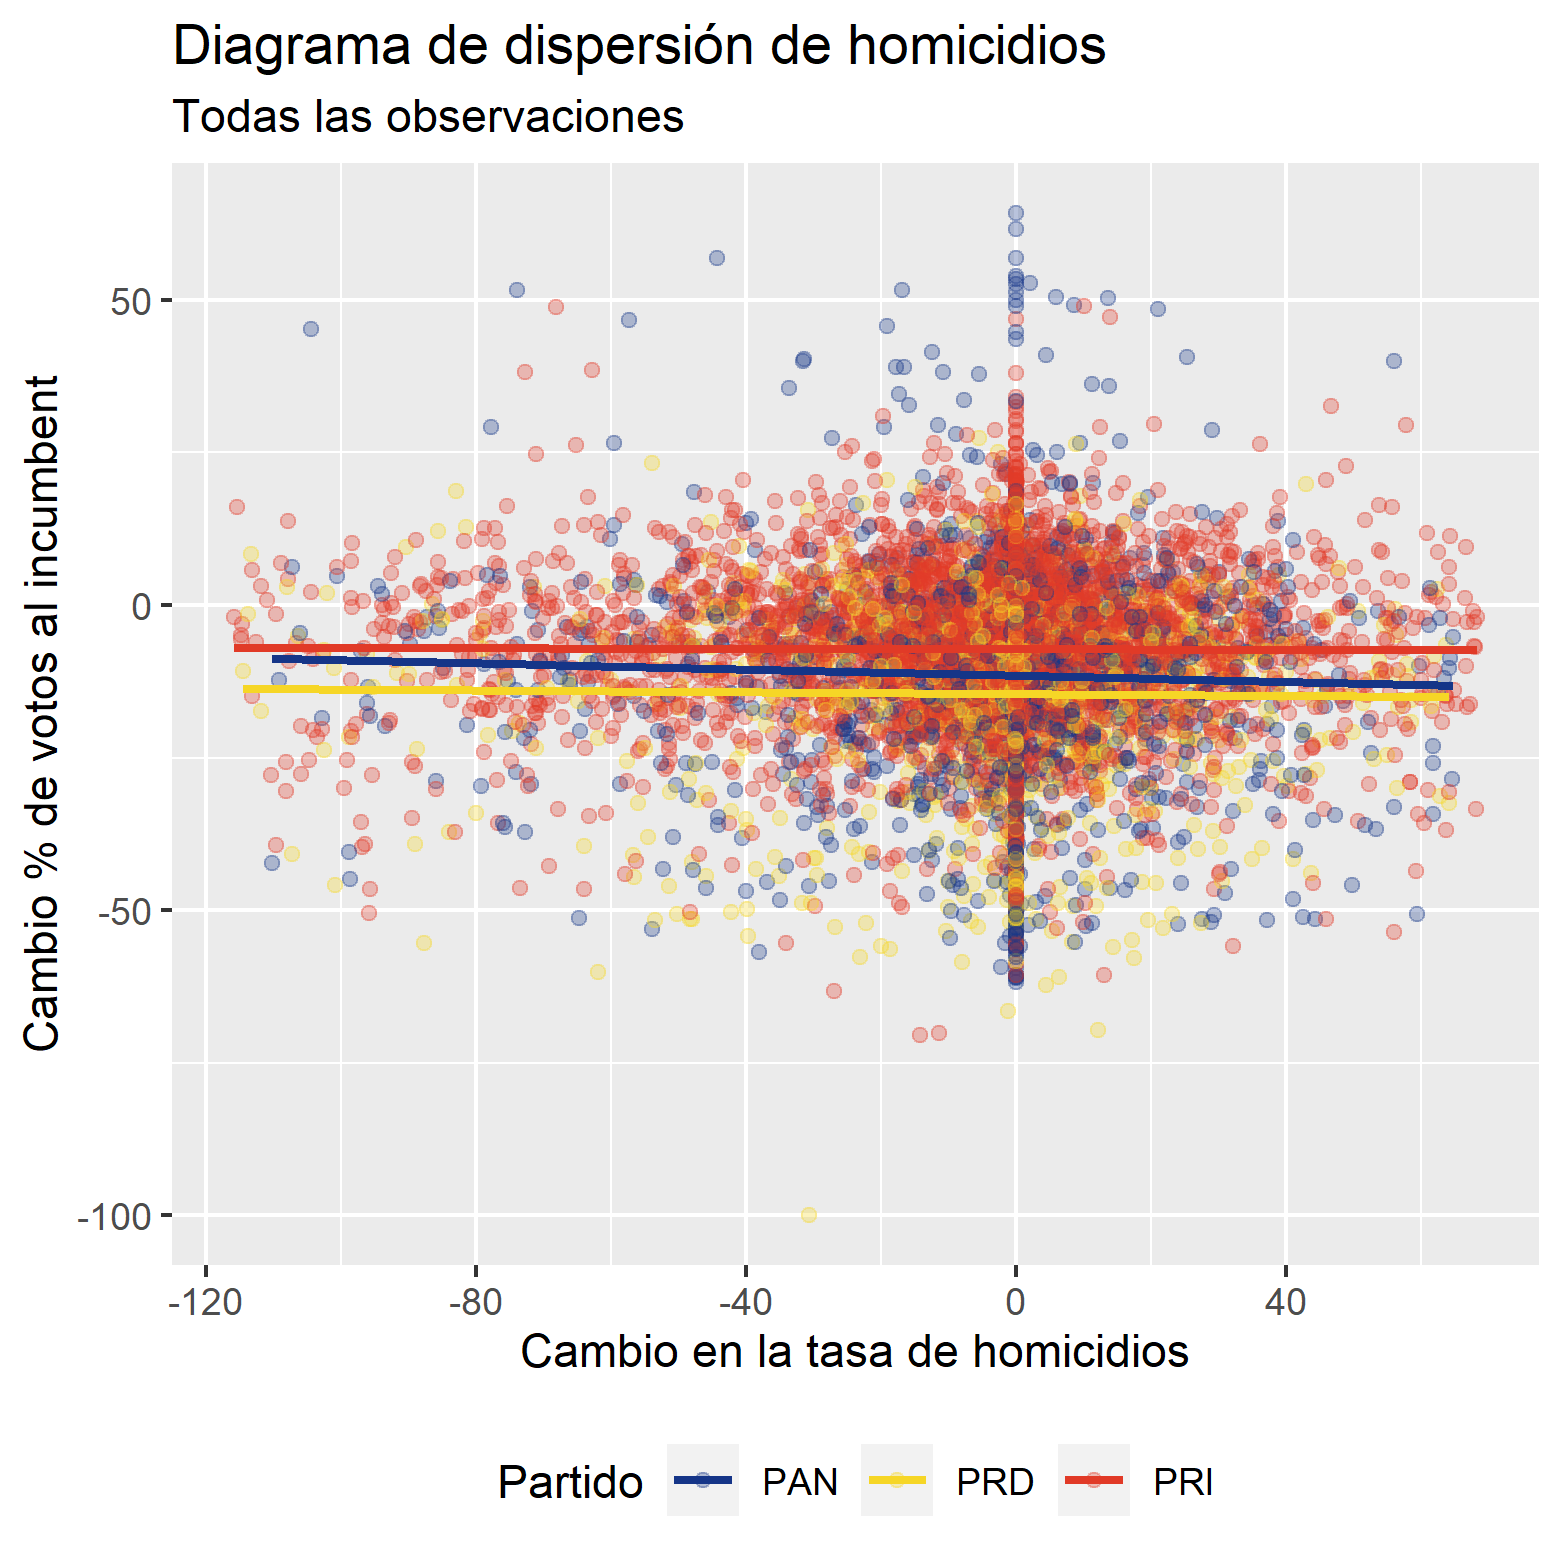 Diagrama de dispersión de homicidios
Todas las observaciones
Cambio % de votos al incumbent
50
0
-50
-100
-120 -80 -40 0 40
Cambio en la tasa de homicidios
Partido PAN PRD PRI